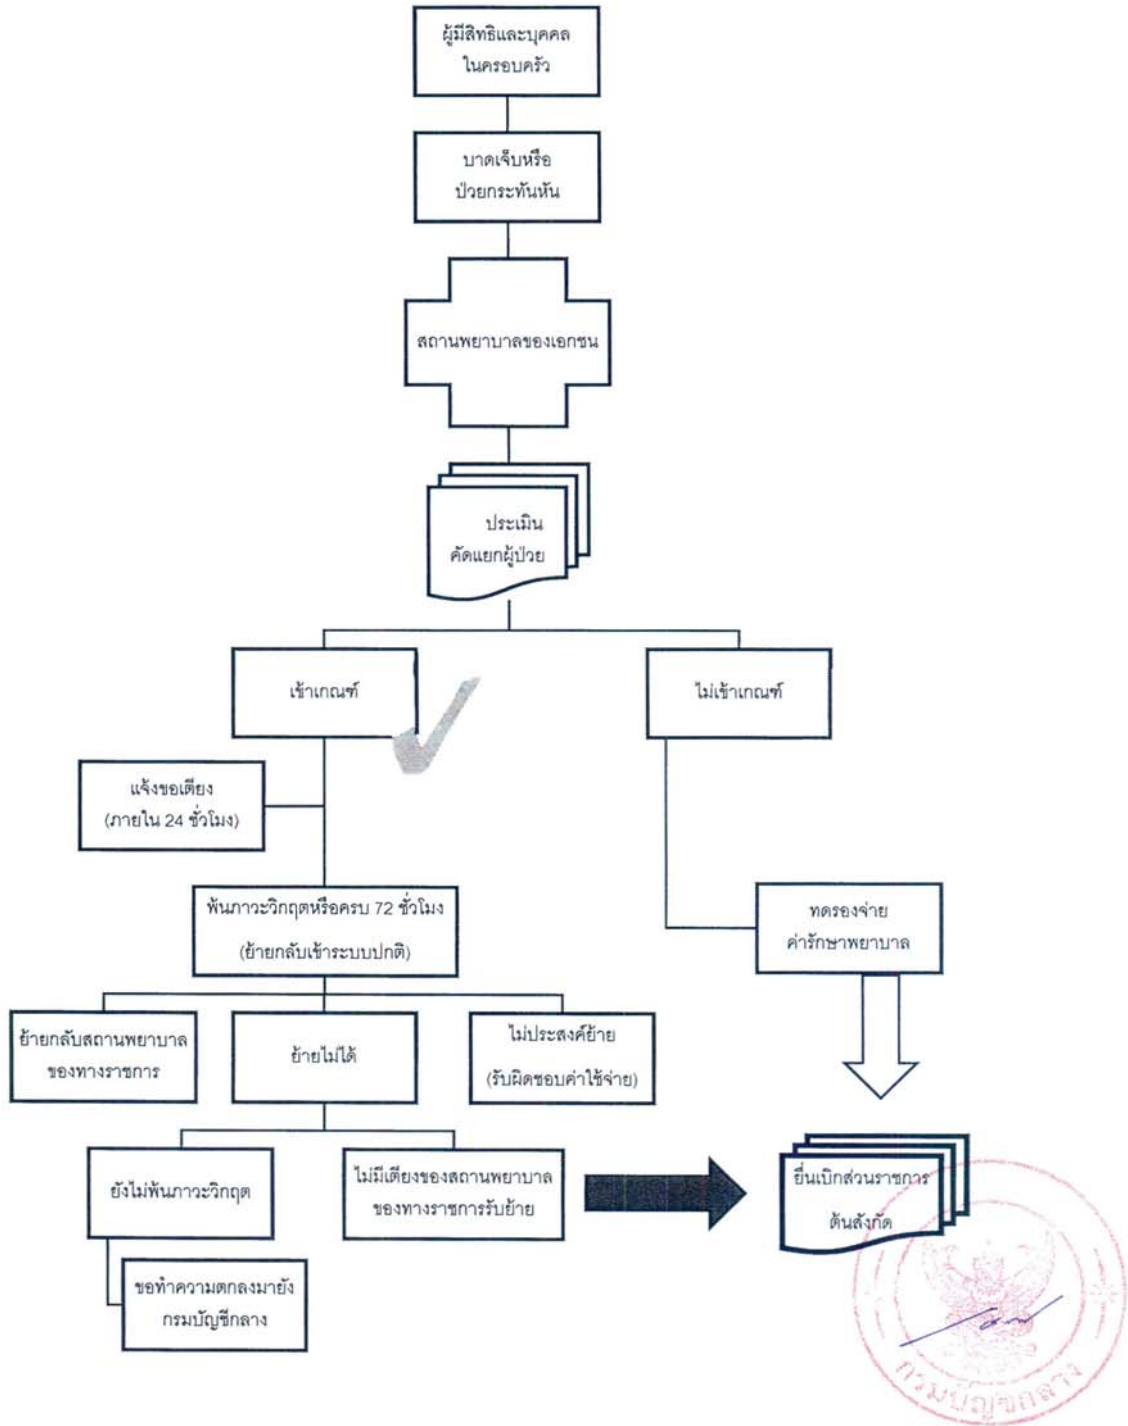 ผู้มีสิทธิและบุคคล
ในครอบครัว
บาดเจ็บหรือ
ป่วยกระทันหัน
สถานพยาบาลของเอกชน
ประเมิน
คัดแยกผู้ป่วย
เข้าเกณฑ์
ไม่เข้าเกณฑ์
แจ้งขอเตียง
(ภายใน 24 ชั่วโมง)
พ้นภาวะวิกฤตหรือครบ 72 ชั่วโมง
(ย้ายกลับเข้าระบบปกติ)
ทดรองจ่าย
ค่ารักษาพยาบาล
ย้ายกลับสถานพยาบาล
ของทางราชการ
ย้ายไม่ได้
ไม่ประสงค์ย้าย
(รับผิดชอบค่าใช้จ่าย)
ยังไม่พ้นภาวะวิกฤต
ไม่มีเตียงของสถานพยาบาล
ของทางราชการรับย้าย
ยื่นเบิกส่วนราชการ
ต้นสังกัด
ขอทำความตกลงมายัง
กรมบัญชีกลาง
กรมบัญชีกลาง